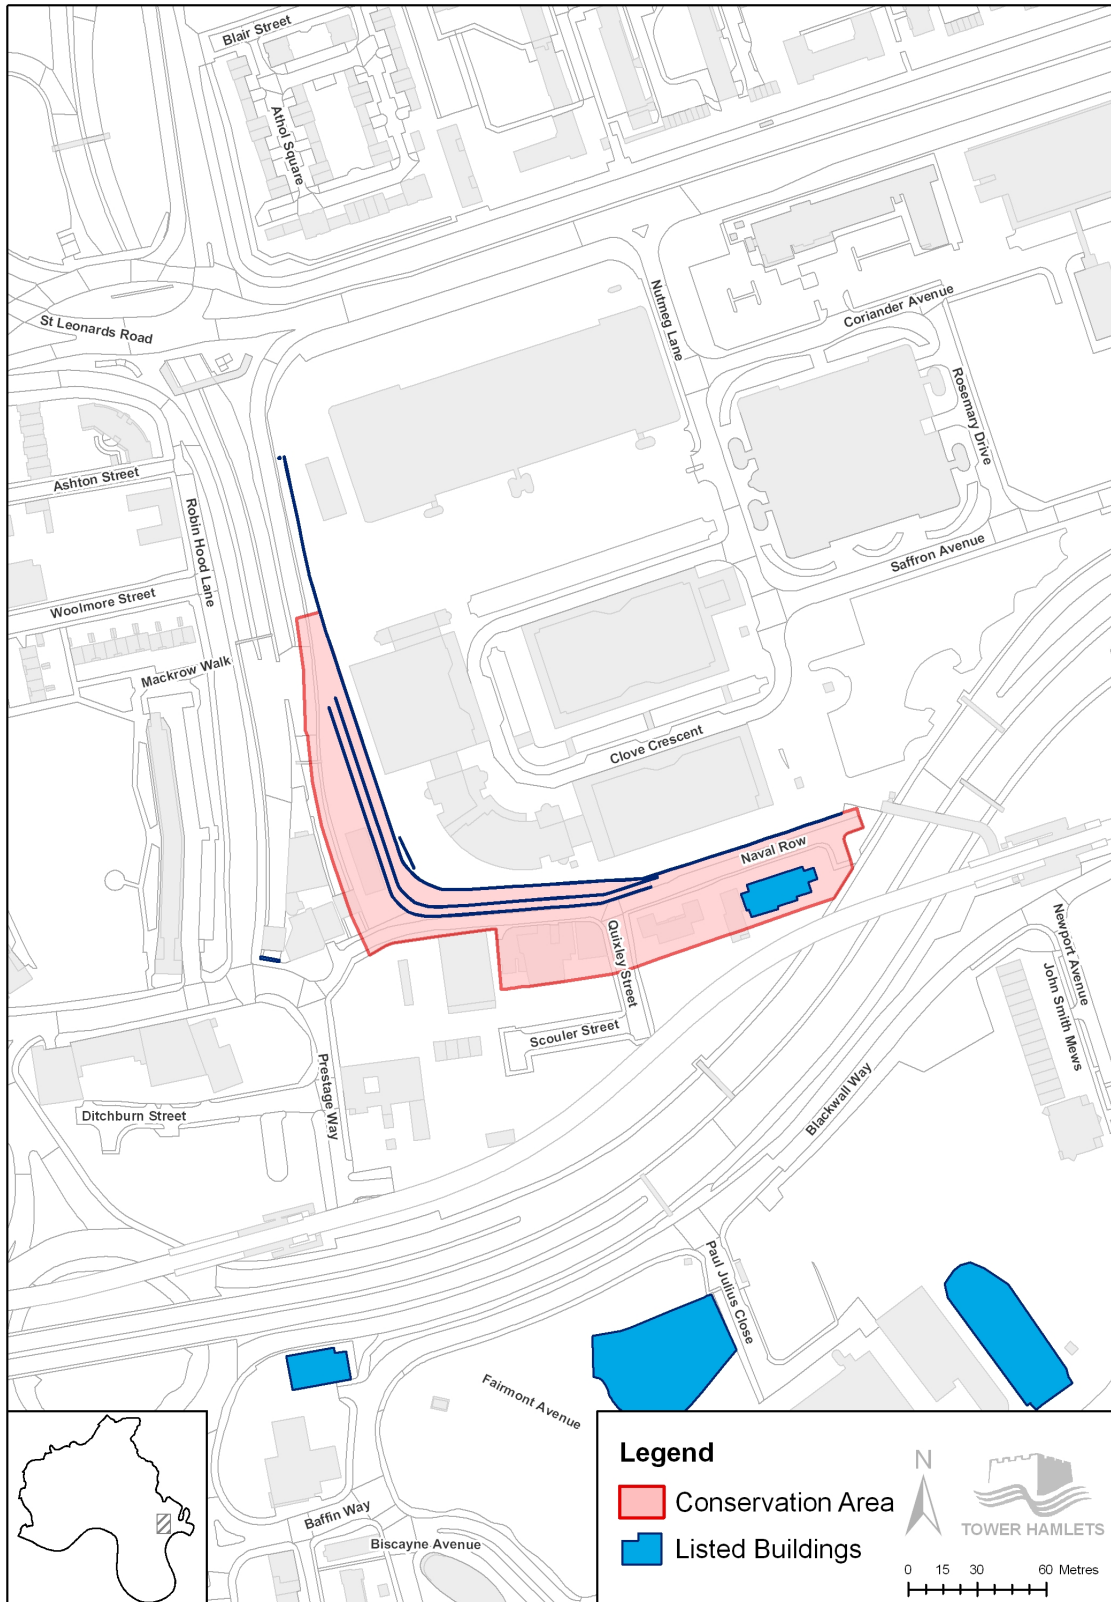 Blair Street
Athol Square
St Leonards Road
Nutmeg Lane
Coriander Avenue
Rosemary Drive
Ashton Street
Robin Hood Lane
Saffron Avenue
Woolmore Street
Mackrow Walk
Clove Crescent
Naval Row
Quixley Street
Newport Avenue
John Smith Mews
Scouler Street
Prestage Way
Blackwall Way
Ditchburn Street
Paul Julius Close
Fairmont Avenue
Baffin Way
Biscayne Avenue
Legend
Conservation Area
Listed Buildings
N
TOWER HAMLETS
0 15 30 60 Metres